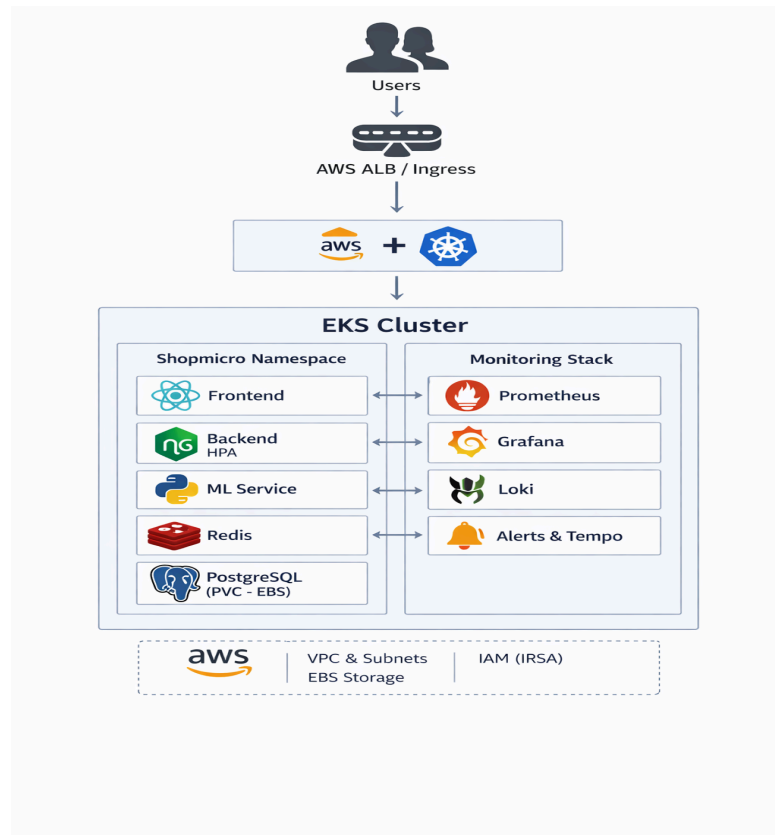 Users
AWS ALB / Ingress
aws +
EKS Cluster
Shopmicro Namespace
Monitoring Stack
Frontend
Prometheus
NG
Backend
HPA
Grafana
ML Service
Loki
Redis
Alerts & Tempo
PostgreSQL
(PVC - EBS)
aws
VPC & Subnets
EBS Storage
IAM (IRSA)